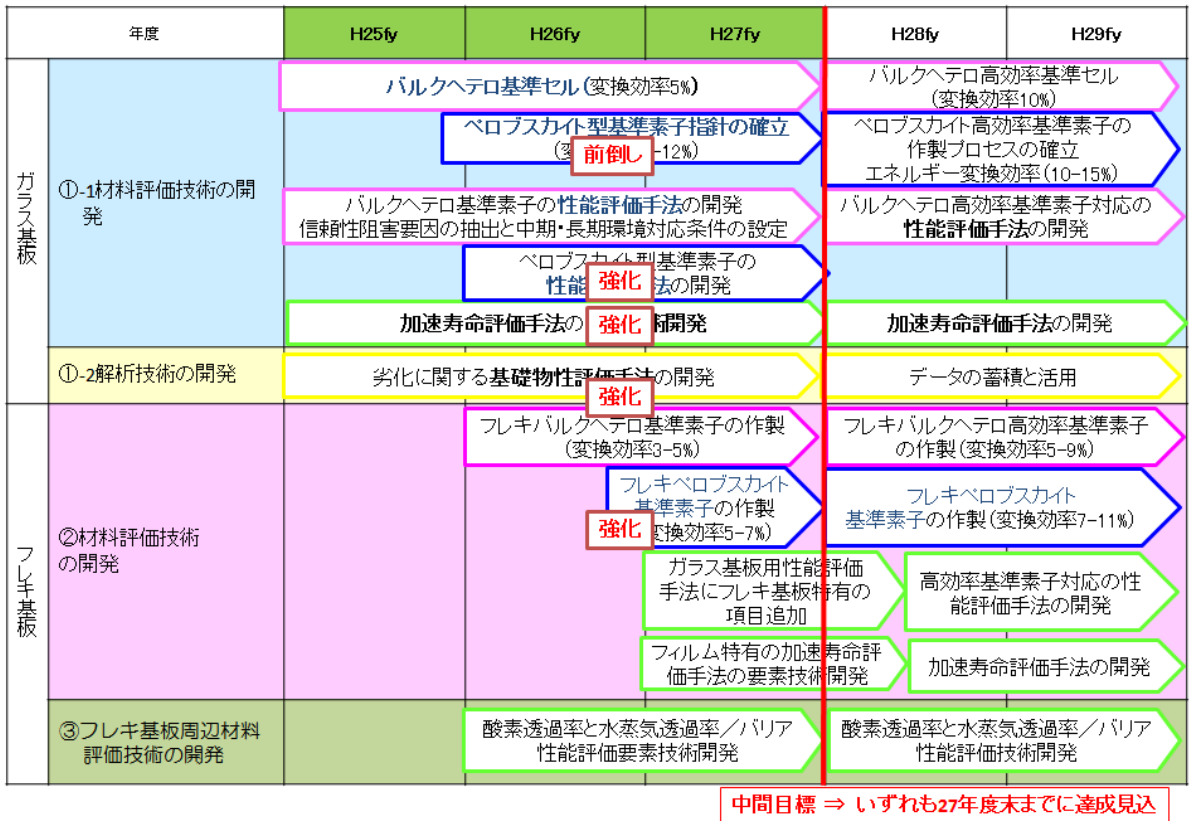 年度
H25fy
H26fy
H27fy
H28fy
H29fy
ガラス基板
①-1材料評価技術の開
発
バルクヘテロ基準セル(変換効率5%)
バルクヘテロ高効率基準セル
(変換効率10%)
ペロブスカイト型基準素子指針の確立
-12%)
前倒し
ペロブスカイト高効率基準素子の
作製プロセスの確立
エネルギー変換効率(10-15%)
バルクヘテロ基準素子の性能評価手法の開発
信頼性阻害要因の抽出と中期・長期環境対応条件の設定
バルクヘテロ高効率基準素子対応の
性能評価手法の開発
ペロブスカイト型基準素子の
性能 法の開発
強化
加速寿命評価手法の 術開発
強化
加速寿命評価手法の開発
①-2解析技術の開発
劣化に関する基礎物性評価手法の開発
強化
データの蓄積と活用
フレキ基板
②材料評価技術
の開発
フレキバルクヘテロ基準素子の作製
(変換効率3-5%)
フレキバルクヘテロ高効率基準素子
の作製(変換効率5-9%)
フレキペロブスカイト
基準素子の作製
変換効率5-7%)
強化
フレキペロブスカイト
基準素子の作製(変換効率7-11%)
ガラス基板用性能評価
手法にフレキ基板特有の
項目追加
高効率基準素子対応の性
能評価手法の開発
フィルム特有の加速寿命評
価手法の要素技術開発
加速寿命評価手法の開発
③フレキ基板周辺材料
評価技術の開発
酸素透過率と水蒸気透過率／バリア
性能評価要素技術開発
酸素透過率と水蒸気透過率／バリア
性能評価技術開発
中間目標 ⇒ いずれも27年度末までに達成見込